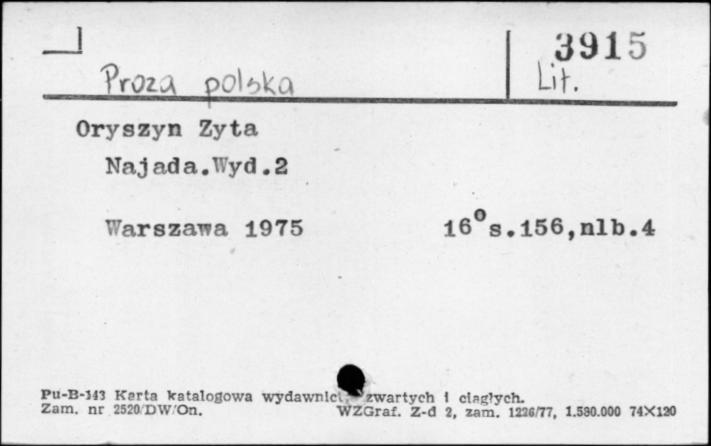 3915
Proza polska Lit.
Oryszyn Zyta
Najada.Wyd.2
Warszawa 1975 16°s.156,nlb.4
Pu-B-143 Karta katalogowa zwartych i ciągłych.
Zam. nr 2520/DW/On. WZGraf. Z-d 2, zam. 1226/77, 1.580.000 74X120